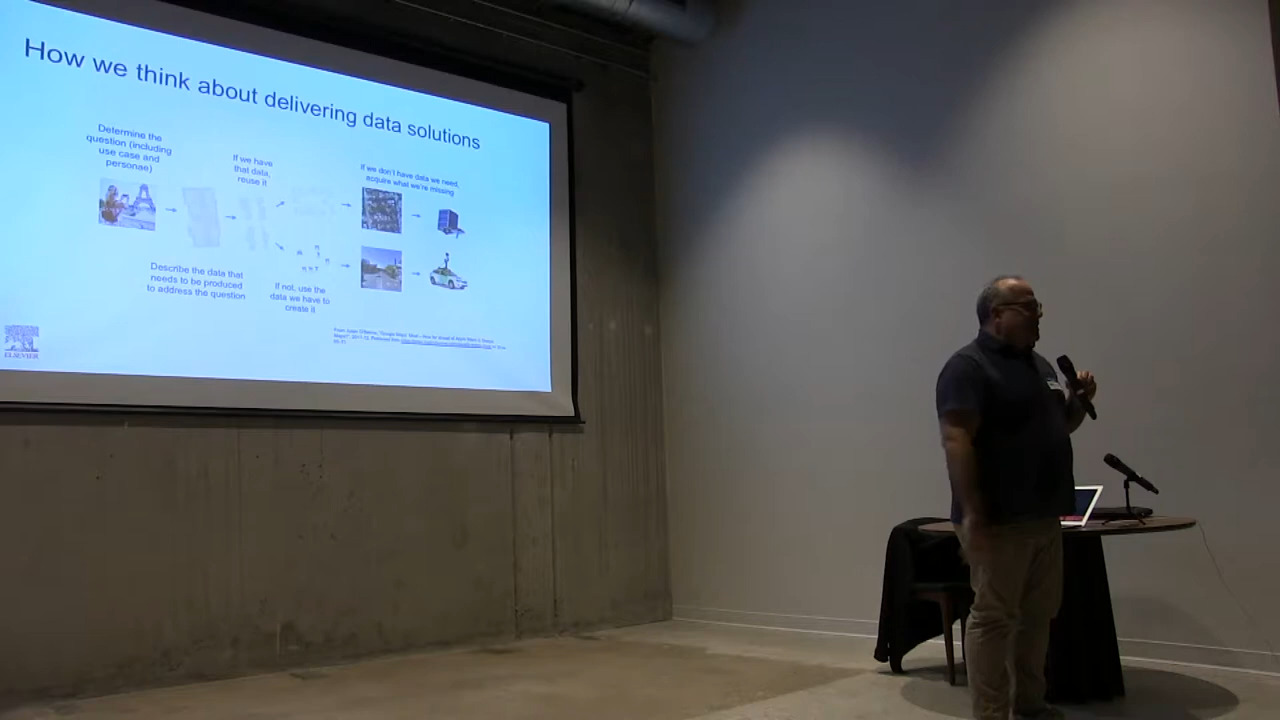 How we think about delivering data solutions
Determine the
question (including
use case and
personae)
If we have
that data,
reuse it
If we don't have data we need,
acquire what we're missing
Describe the data that
needs to be produced
to address the question
If not, use the
data we have to
create it
ELSEVIER